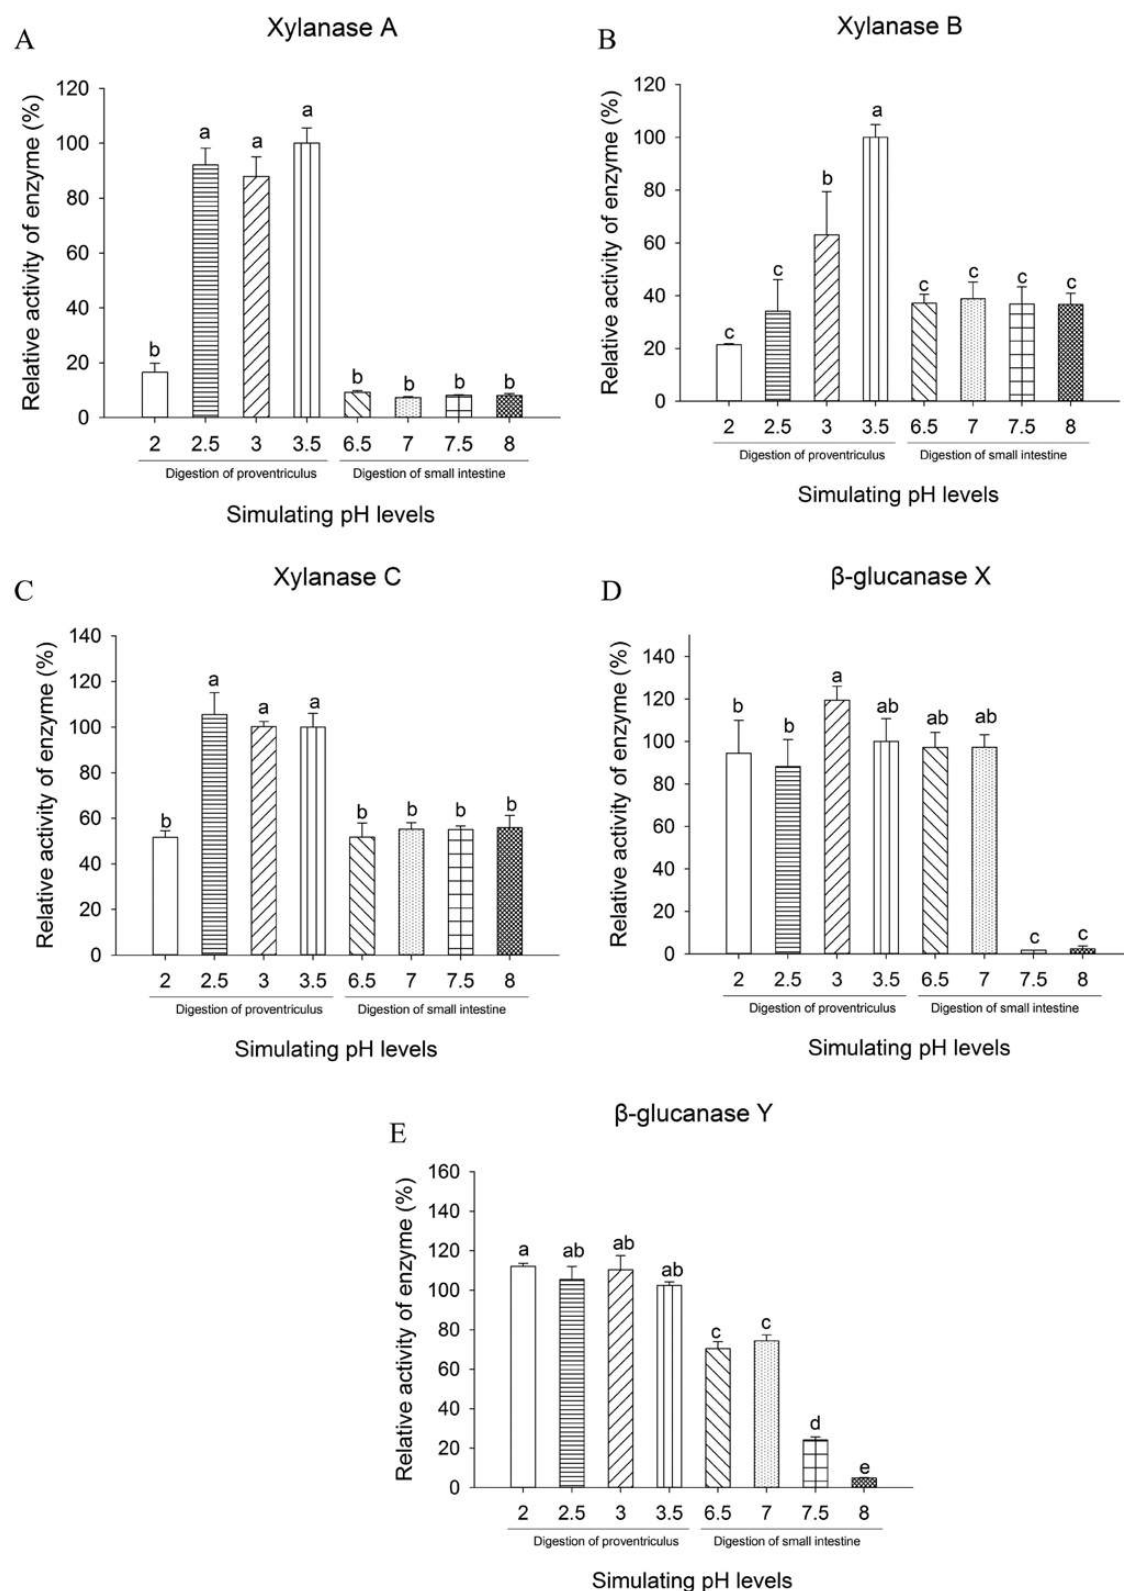 A
Xylanase A
Relative activity of enzyme (%)
120
100
80
60
40
20
0
b
a
a
a
b
b
b
b
2 2.5 3 3.5 6.5 7 7.5 8
Digestion of proventriculus Digestion of small intestine
Simulating pH levels
B
Xylanase B
Relative activity of enzyme (%)
120
100
80
60
40
20
0
c
c
b
a
c
c
c
c
2 2.5 3 3.5 6.5 7 7.5 8
Digestion of proventriculus Digestion of small intestine
Simulating pH levels
C
Xylanase C
Relative activity of enzyme (%)
140
120
100
80
60
40
20
0
b
a
a
a
b
b
b
b
2 2.5 3 3.5 6.5 7 7.5 8
Digestion of proventriculus Digestion of small intestine
Simulating pH levels
D
β-glucanase X
Relative activity of enzyme (%)
140
120
100
80
60
40
20
0
b
b
a
ab
ab
ab
c
c
2 2.5 3 3.5 6.5 7 7.5 8
Digestion of proventriculus Digestion of small intestine
Simulating pH levels
E
β-glucanase Y
Relative activity of enzyme (%)
160
140
120
100
80
60
40
20
0
a
ab
ab
ab
c
c
d
e
2 2.5 3 3.5 6.5 7 7.5 8
Digestion of proventriculus Digestion of small intestine
Simulating pH levels